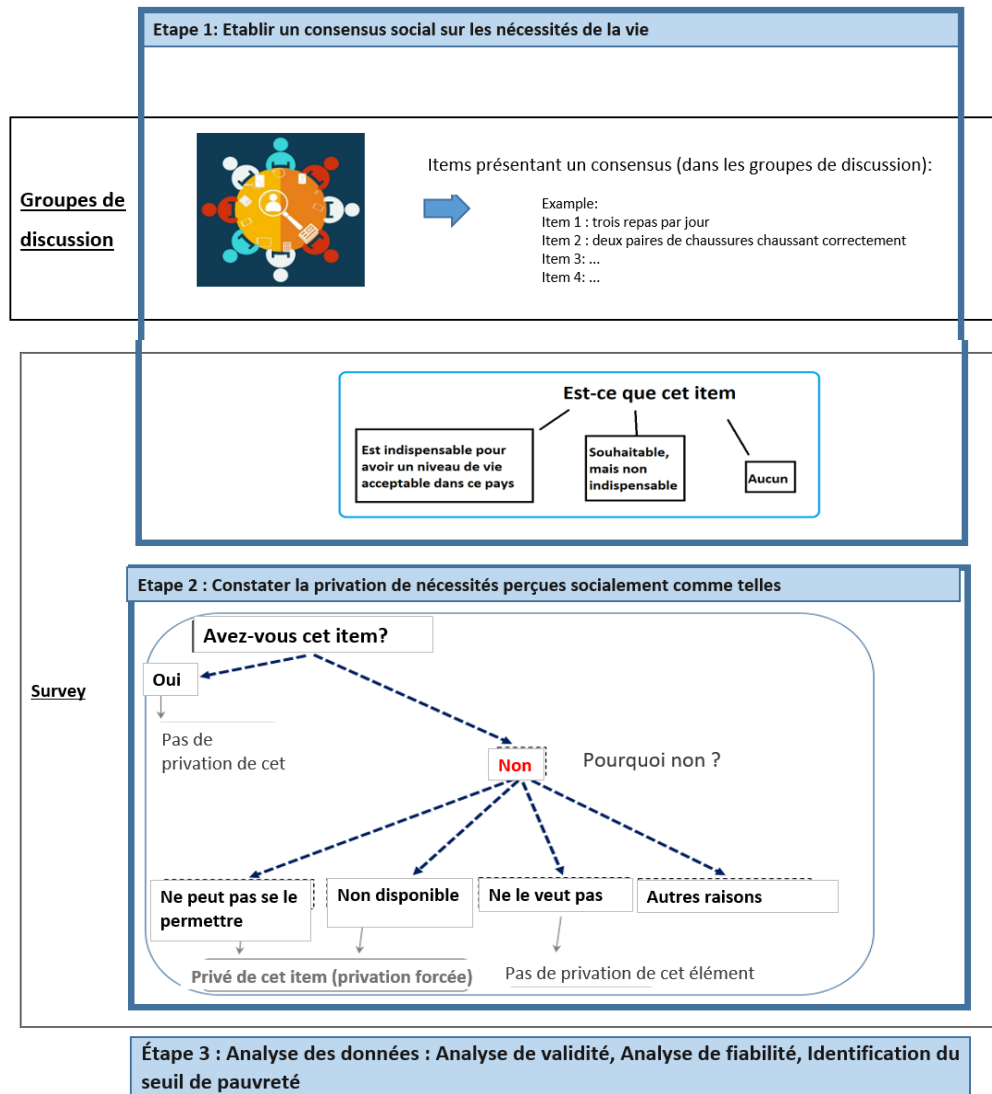 Etape 1: Etablir un consensus social sur les nécessités de la vie
Groupes de
discussion
Items présentant un consensus (dans les groupes de discussion):
Example:
Item 1 : trois repas par jour
Item 2 : deux paires de chaussures chaussant correctement
Item 3: ...
Item 4: ...
Est-ce que cet item
Est indispensable pour
avoir un niveau de vie
acceptable dans ce pays
Souhaitable,
mais non
indispensable
Aucun
Etape 2 : Constater la privation de nécessités perçues socialement comme telles
Survey
Avez-vous cet item?
Oui
Pas de
privation de cet
Non
Pourquoi non ?
Ne peut pas se le
permettre
Non disponible
Ne le veut pas
Autres raisons
Privé de cet item (privation forcée)
Pas de privation de cet élément
Étape 3 : Analyse des données : Analyse de validité, Analyse de fiabilité, Identification du
seuil de pauvreté